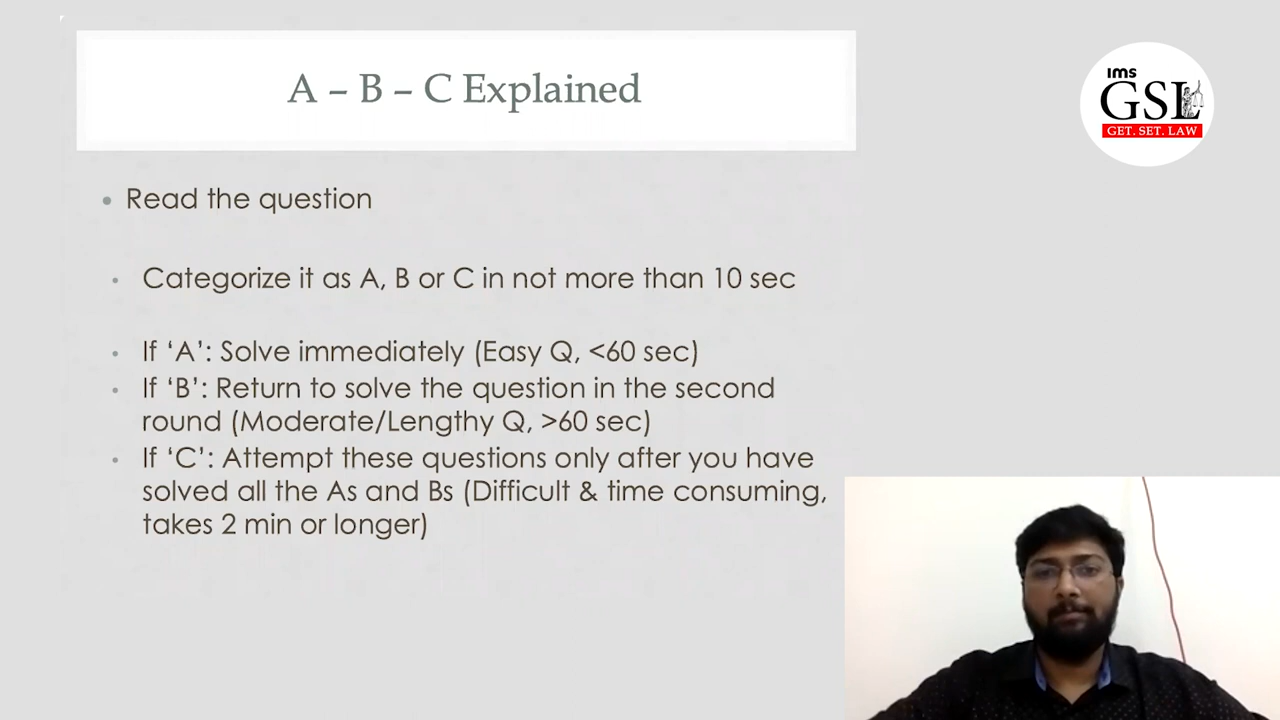 A – B – C Explained
ims
GSL
GET. SET. LAW
• Read the question
• Categorize it as A, B or C in not more than 10 sec
• If ‘A’: Solve immediately (Easy Q, <60 sec)
• If ‘B’: Return to solve the question in the second
round (Moderate/Lengthy Q, >60 sec)
• If ‘C’: Attempt these questions only after you have
solved all the As and Bs (Difficult & time consuming,
takes 2 min or longer)